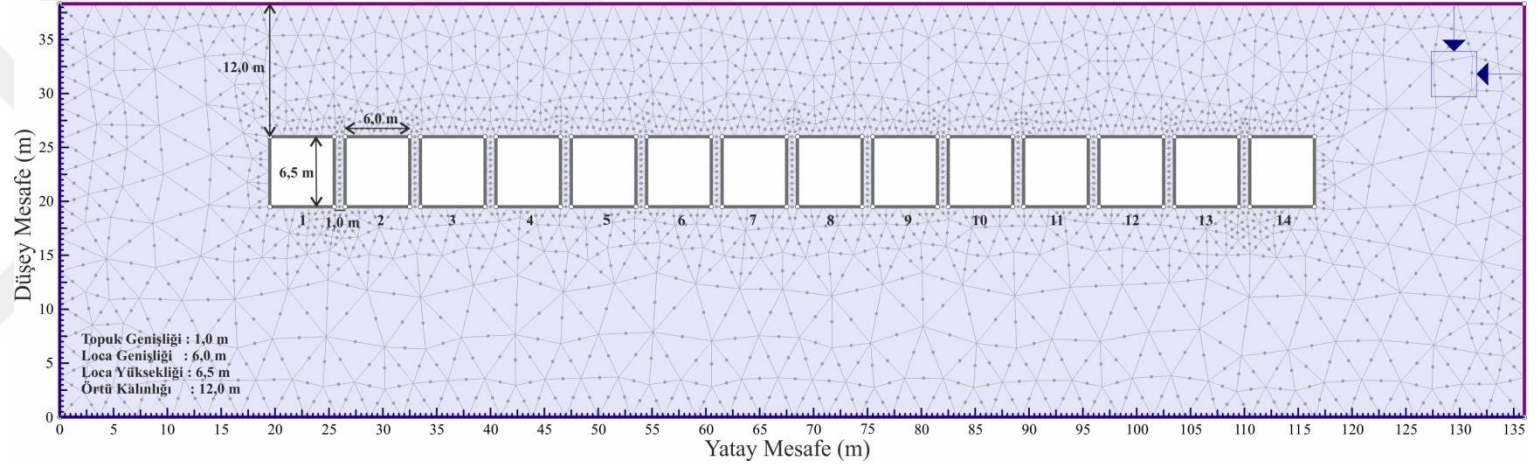 35
30
25
20
15
10
5
0
Düşey Mesafe (m)
12,0 m
6,0 m
6,5 m
1,0 m
1 2 3 4 5 6 7 8 9 10 11 12 13 14
Topuk Genişliği : 1,0 m
Loca Genişliği : 6,0 m
Loca Yüksekliği : 6,5 m
Örtü Kalınlığı : 12,0 m
0 5 10 15 20 25 30 35 40 45 50 55 60 65 70 75 80 85 90 95 100 105 110 115 120 125 130 135
Yatay Mesafe (m)